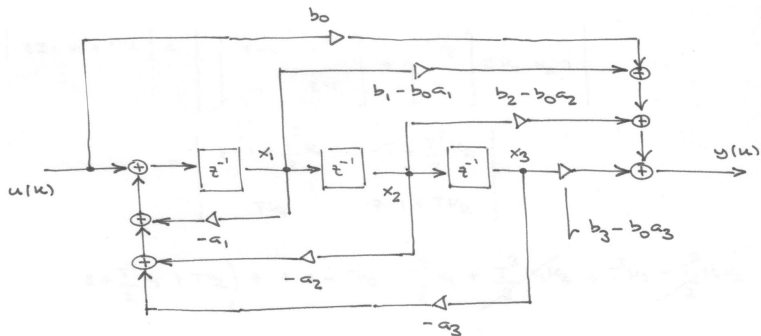 b₀
b₁-b₀a₁
b₂-b₀a₂
u(k)
z⁻¹
x₁
z⁻¹
x₂
z⁻¹
x₃
y(k)
b₃-b₀a₃
-a₁
-a₂
-a₃